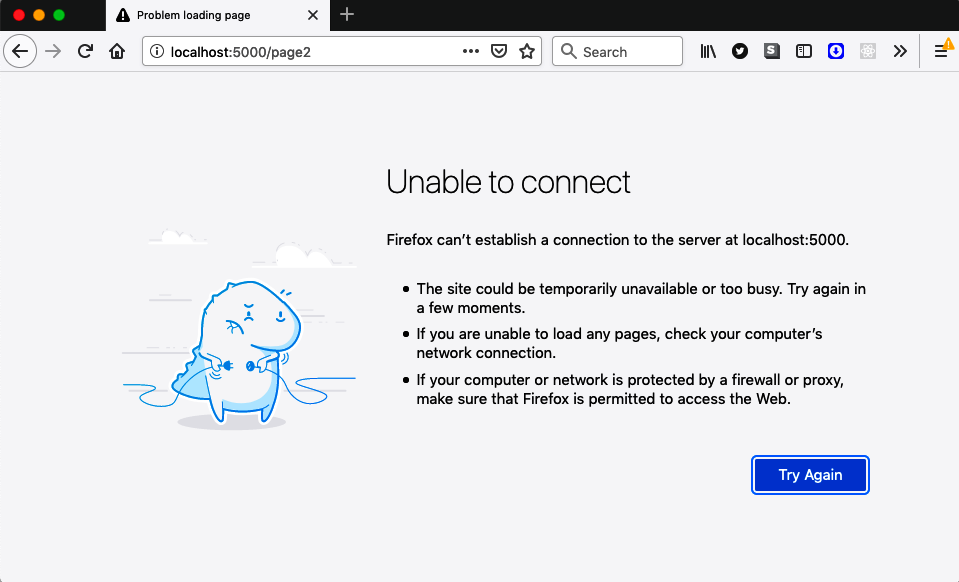 Problem loading page
localhost:5000/page2
Search
S
Unable to connect
Firefox can’t establish a connection to the server at localhost:5000.
The site could be temporarily unavailable or too busy. Try again in
a few moments.
If you are unable to load any pages, check your computer’s
network connection.
If your computer or network is protected by a firewall or proxy,
make sure that Firefox is permitted to access the Web.
Try Again